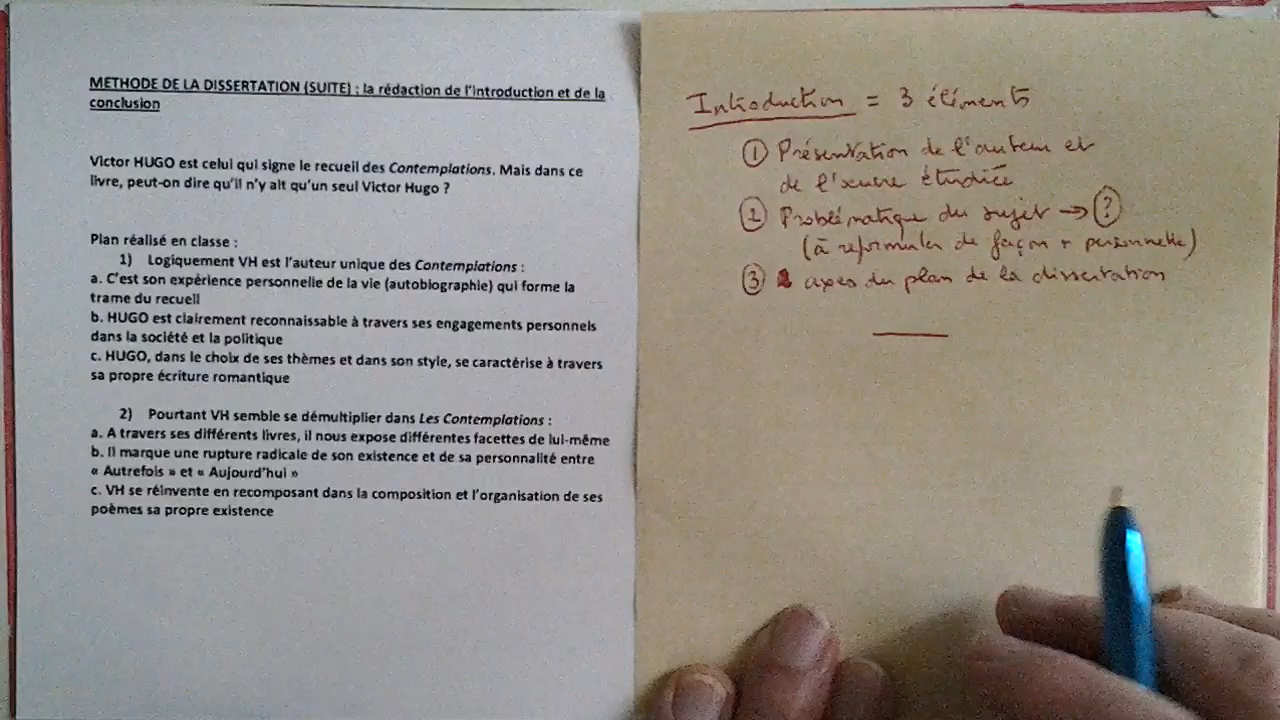 METHODE DE LA DISSERTATION (SUITE) : la rédaction de l'introduction et de la
conclusion
Victor HUGO est celui qui signe le recueil des Contemplations. Mais dans ce
livre, peut-on dire qu'il n'y ait qu'un seul Victor Hugo ?
Plan réalisé en classe :
1) Logiquement VH est l'auteur unique des Contemplations :
a. C'est son expérience personnelle de la vie (autobiographie) qui forme la
trame du recueil
b. HUGO est clairement reconnaissable à travers ses engagements personnels
dans la société et la politique
c. HUGO, dans le choix de ses thèmes et dans son style, se caractérise à travers
sa propre écriture romantique
2) Pourtant VH semble se démultiplier dans Les Contemplations :
a. A travers ses différents livres, il nous expose différentes facettes de lui-même
b. Il marque une rupture radicale de son existence et de sa personnalité entre
« Autrefois » et « Aujourd'hui »
c. VH se réinvente en recomposant dans la composition et l'organisation de ses
poèmes sa propre existence
Introduction = 3 éléments
① Présentation de l'auteur et
de l'œuvre étudiée
② Problématique du sujet → ?
(à reformuler de façon + personnelle)
③ axes du plan de la dissertation